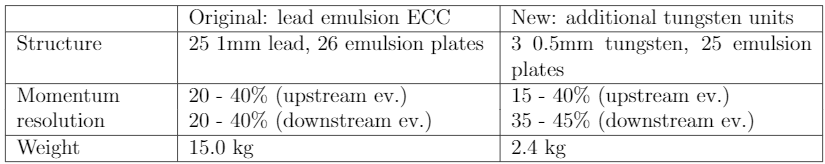 Original: lead emulsion ECC New: additional tungsten units
Structure 25 1mm lead, 26 emulsion plates 3 0.5mm tungsten, 25 emulsion
plates
Momentum 20 - 40% (upstream ev.) 15 - 40% (upstream ev.)
resolution 20 - 40% (downstream ev.) 35 - 45% (downstream ev.)
Weight 15.0 kg 2.4 kg